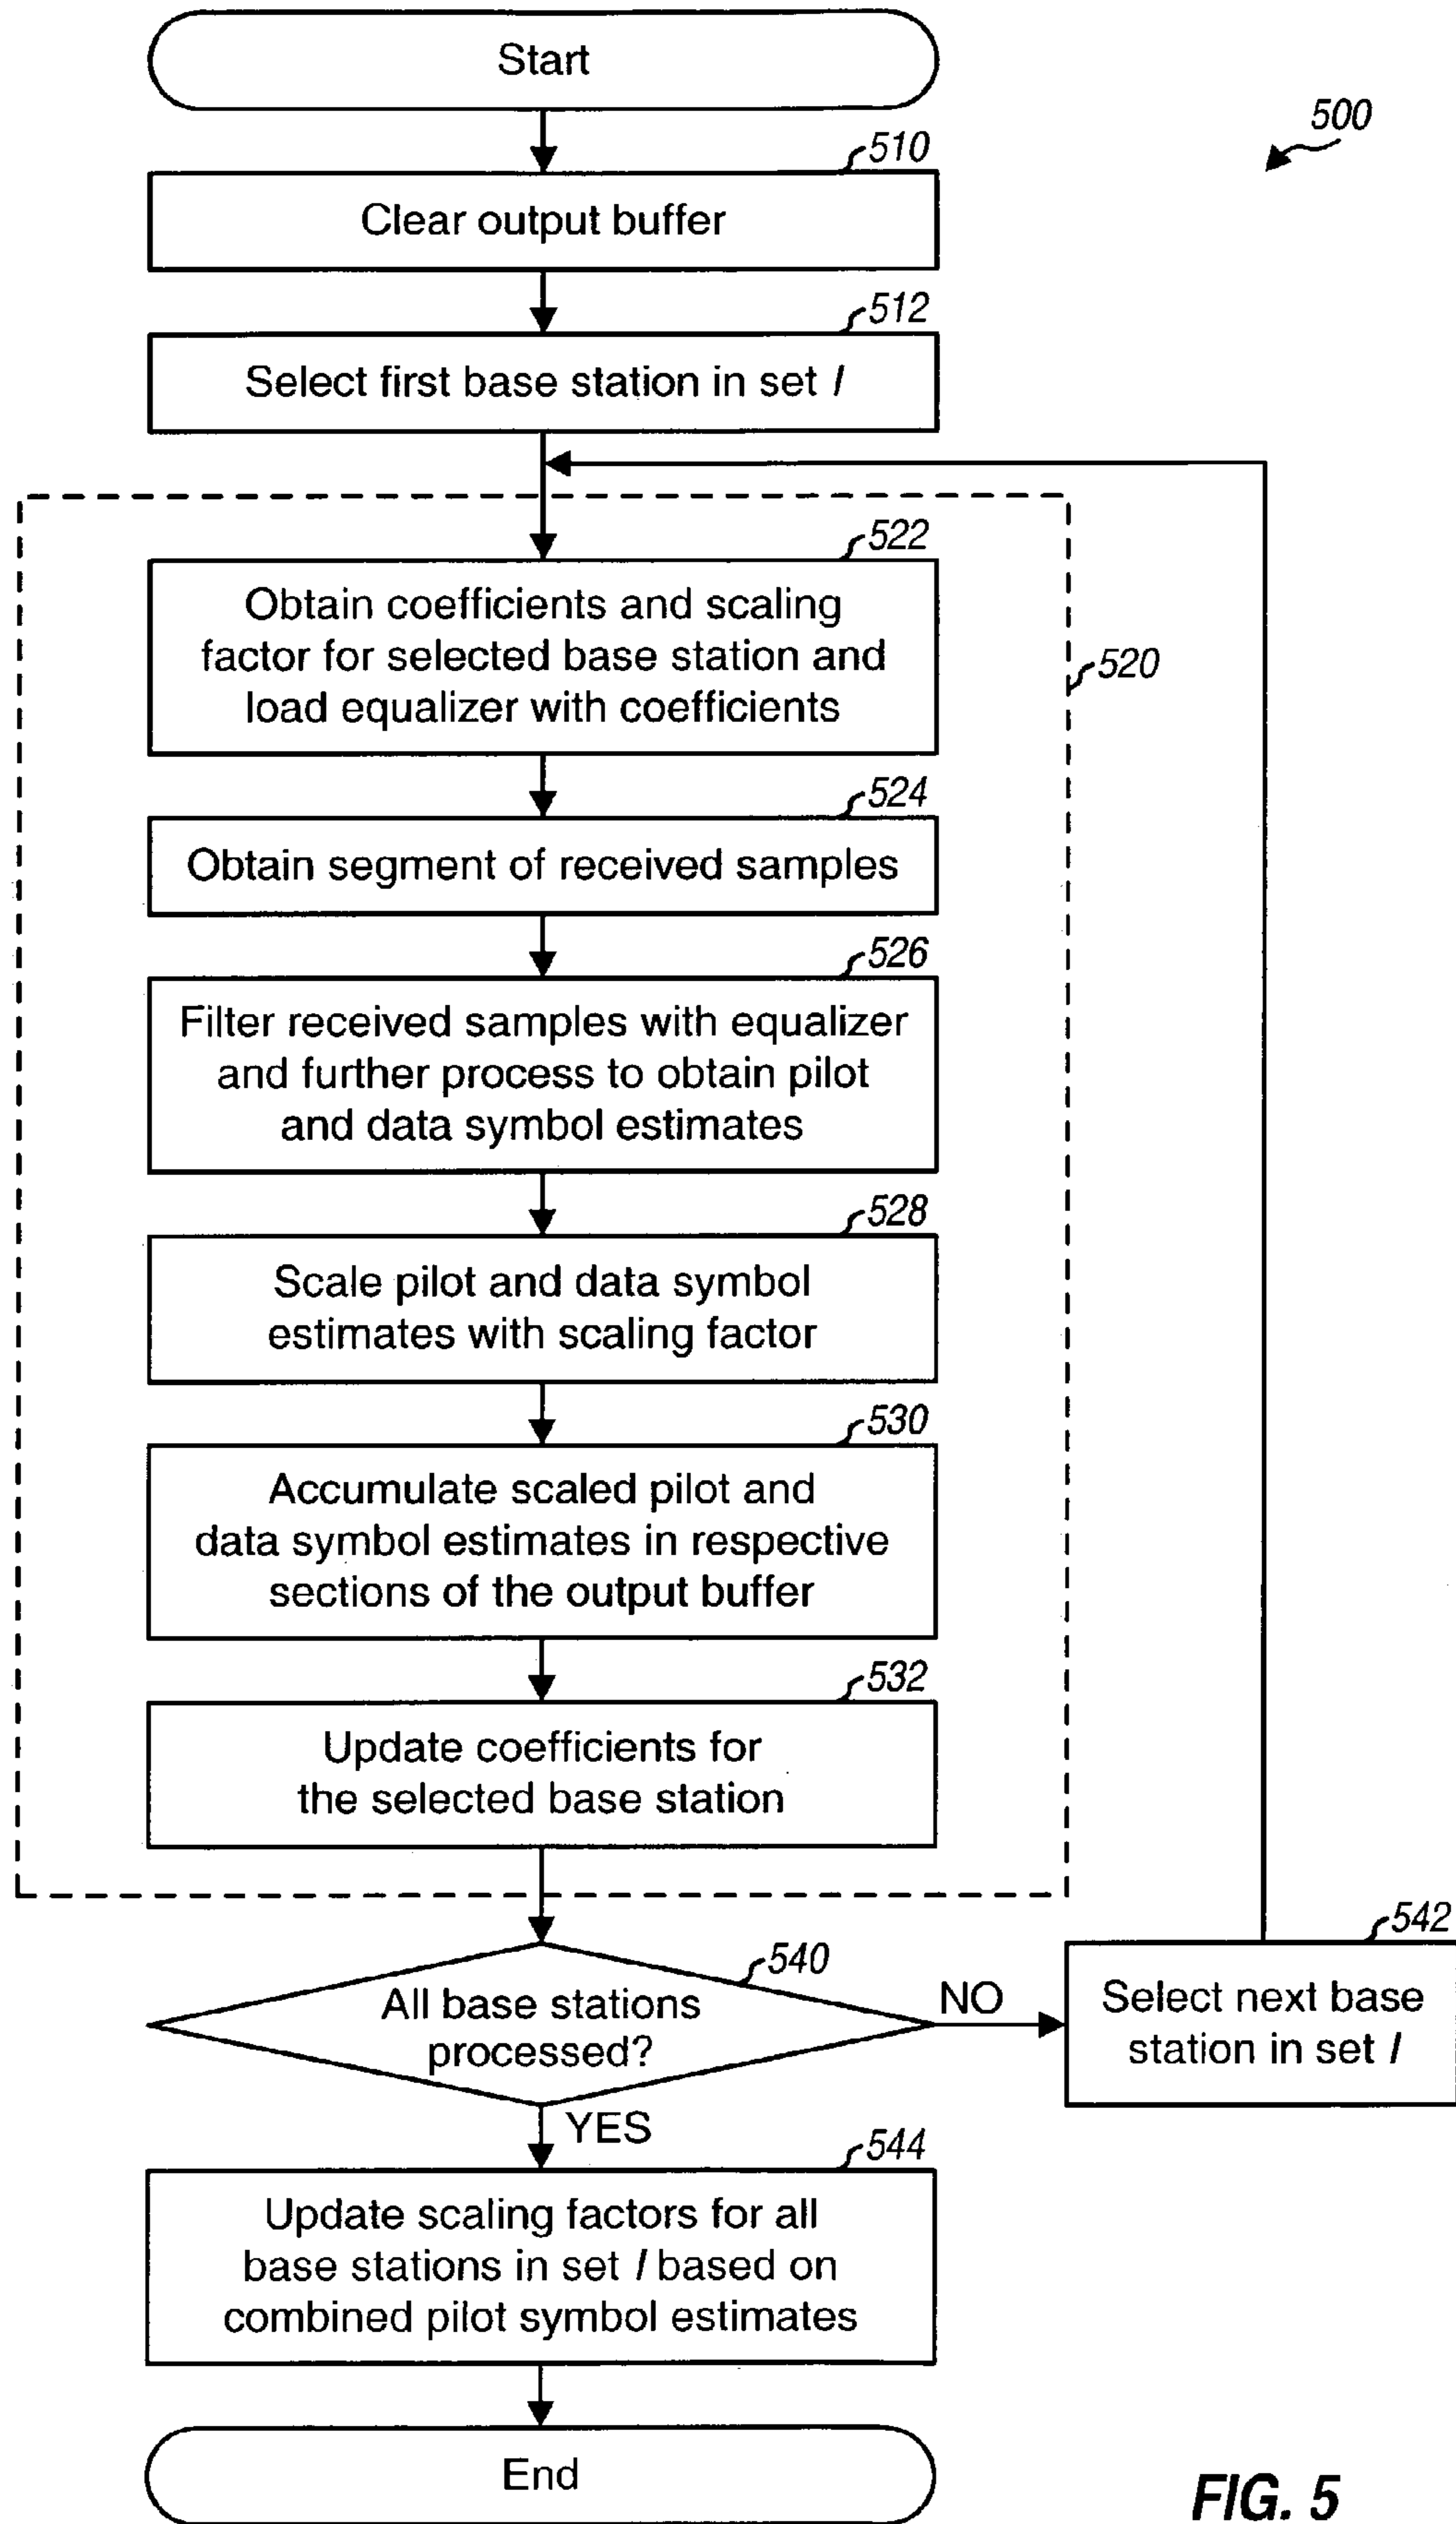 Start
500
510
Clear output buffer
512
Select first base station in set I
522
Obtain coefficients and scaling
factor for selected base station and
load equalizer with coefficients
520
524
Obtain segment of received samples
526
Filter received samples with equalizer
and further process to obtain pilot
and data symbol estimates
528
Scale pilot and data symbol
estimates with scaling factor
530
Accumulate scaled pilot and
data symbol estimates in respective
sections of the output buffer
532
Update coefficients for
the selected base station
540
All base stations
processed?
NO
542
Select next base
station in set I
YES
544
Update scaling factors for all
base stations in set I based on
combined pilot symbol estimates
End
FIG. 5